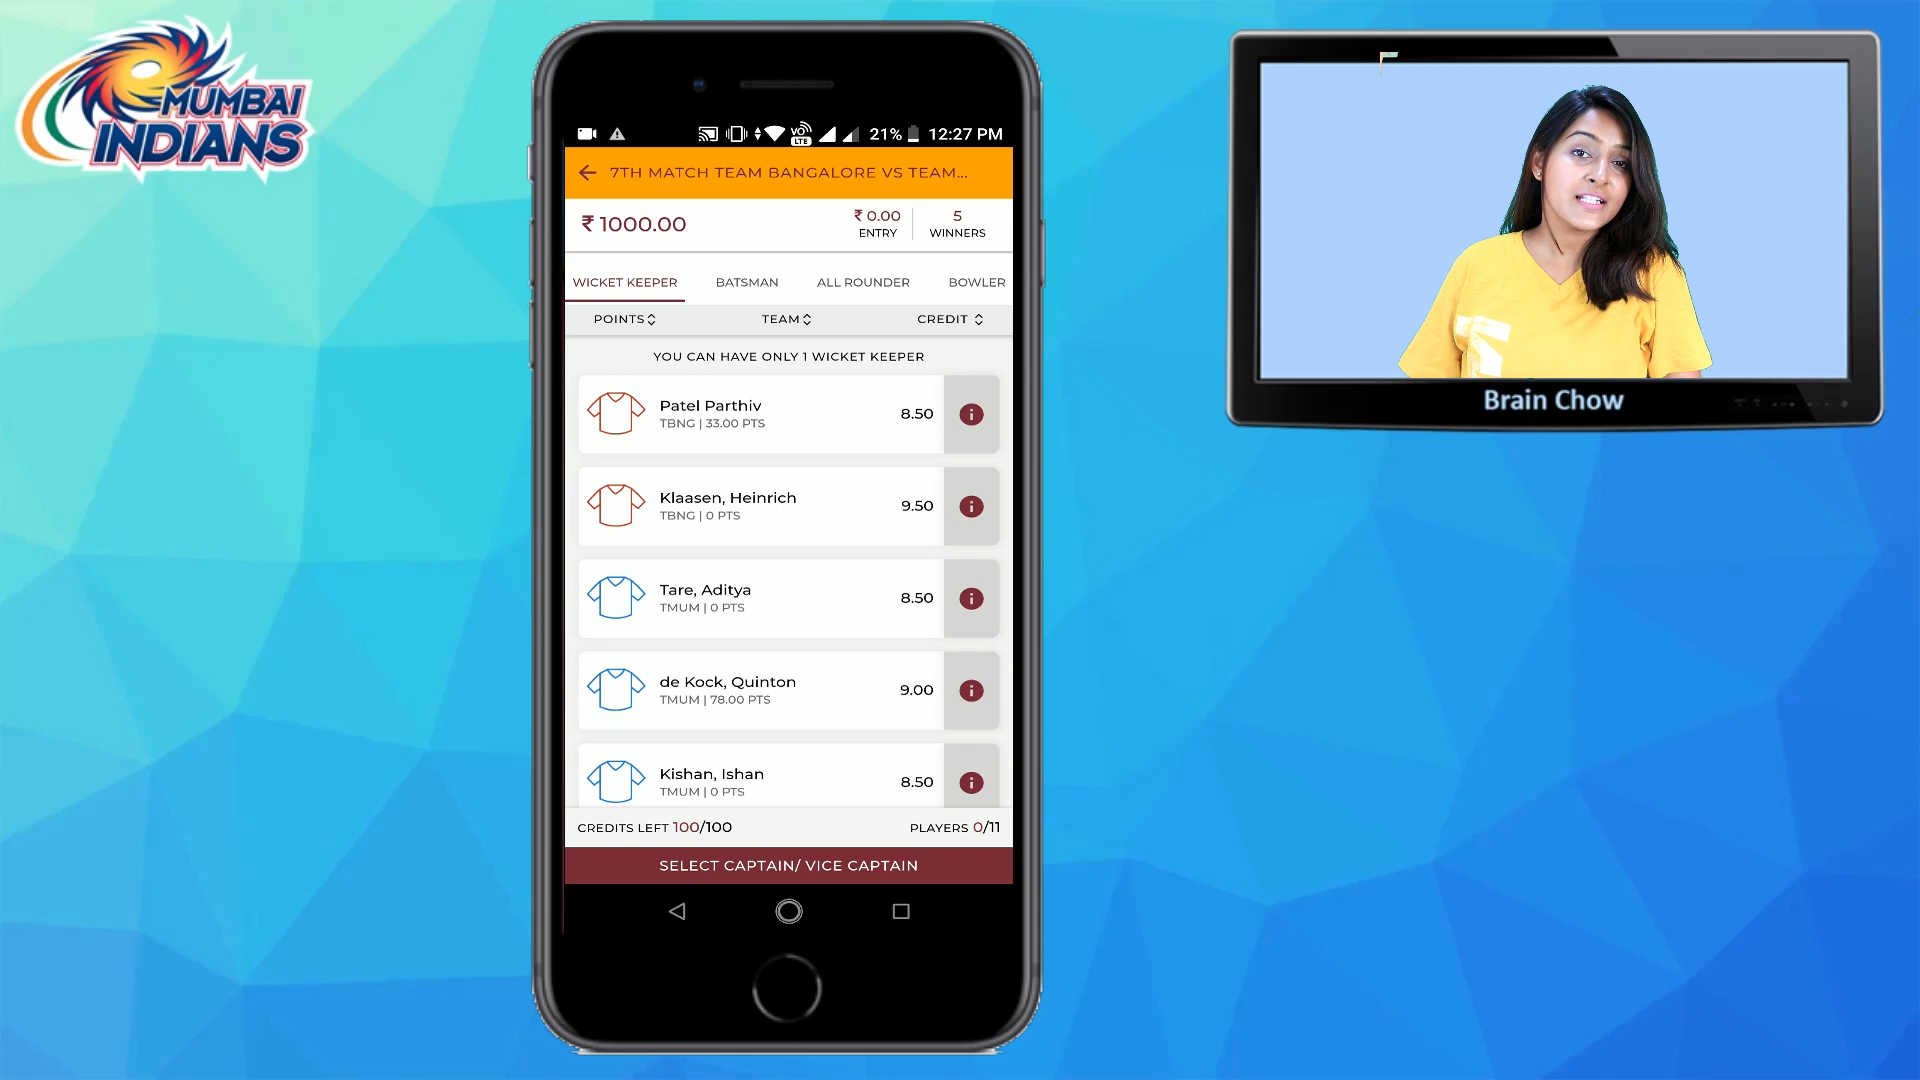 MUMBAI
INDIANS
VO
LTE
21%
12:27 PM
7TH MATCH TEAM BANGALORE VS TEAM...
₹ 1000.00
₹ 0.00
ENTRY
5
WINNERS
WICKET KEEPER BATSMAN ALL ROUNDER BOWLER
POINTS TEAM CREDIT
YOU CAN HAVE ONLY 1 WICKET KEEPER
Patel Parthiv
TBNG | 33.00 PTS
8.50
Klaasen, Heinrich
TBNG | 0 PTS
9.50
Tare, Aditya
TMUM | 0 PTS
8.50
de Kock, Quinton
TMUM | 78.00 PTS
9.00
Kishan, Ishan
TMUM | 0 PTS
8.50
CREDITS LEFT 100/100 PLAYERS 0/11
SELECT CAPTAIN/ VICE CAPTAIN
Brain Chow